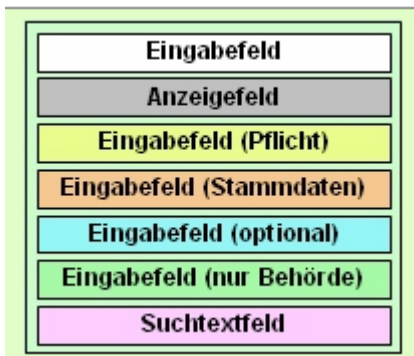 Eingabefeld
Anzeigefeld
Eingabefeld (Pflicht)
Eingabefeld (Stammdaten)
Eingabefeld (optional)
Eingabefeld (nur Behörde)
Suchtextfeld